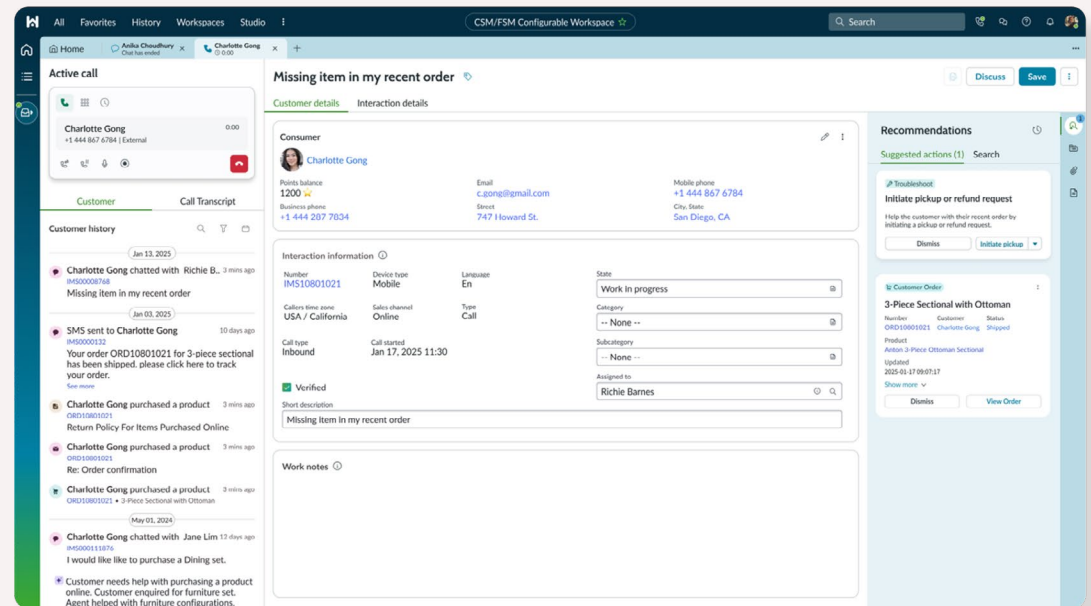 All Favorites History Workspaces Studio
CSM/FSM Configurable Workspace
Search
Home
Anika Choudhury
Chat has ended
Charlotte Gong
0:00
Active call
Charlotte Gong 0:00
+1 444 867 6784 | External
Customer Call Transcript
Customer history
Jan 13, 2025
Charlotte Gong chatted with Richie B.. 3 mins ago
IMS00008768
Missing item in my recent order
Jan 03, 2025
SMS sent to Charlotte Gong 10 days ago
IMS0000132
Your order ORD10801021 for 3-piece sectional
has been shipped. please click here to track
your order.
See more
Charlotte Gong purchased a product 3 mins ago
ORD10801021
Return Policy For Items Purchased Online
Charlotte Gong purchased a product 3 mins ago
ORD10801021
Re: Order confirmation
Charlotte Gong purchased a product 3 mins ago
ORD10801021 • 3-Piece Sectional with Ottoman
May 01, 2024
Charlotte Gong chatted with Jane Lim 12 days ago
IMS000111876
I would like like to purchase a Dining set.
Customer needs help with purchasing a product
online. Customer enquired for furniture set.
Agent helped with furniture configurations.
Missing item in my recent order
Discuss Save
Customer details Interaction details
Consumer
Charlotte Gong
Points balance Email Mobile phone
1200 c.gong@gmail.com +1 444 867 6784
Business phone Street City, State
+1 444 287 7834 747 Howard St. San Diego, CA
Interaction information
Number Device type Language
IMS10801021 Mobile En
Callers time zone Sales channel Type
USA / California Online Call
Call type Call started
Inbound Jan 17, 2025 11:30
State
Work in progress
Category
-- None --
Subcategory
-- None --
Assigned to
Richie Barnes
Verified
Short description
Missing item in my recent order
Work notes
Recommendations
Suggested actions (1) Search
Troubleshoot
Initiate pickup or refund request
Help the customer with their recent order by
initiating a pickup or refund request.
Dismiss Initiate pickup
Customer Order
3-Piece Sectional with Ottoman
Number Customer Status
ORD10801021 Charlotte Gong Shipped
Product
Anton 3-Piece Ottoman Sectional
Updated
2025-01-17 09:07:17
Show more
Dismiss View Order